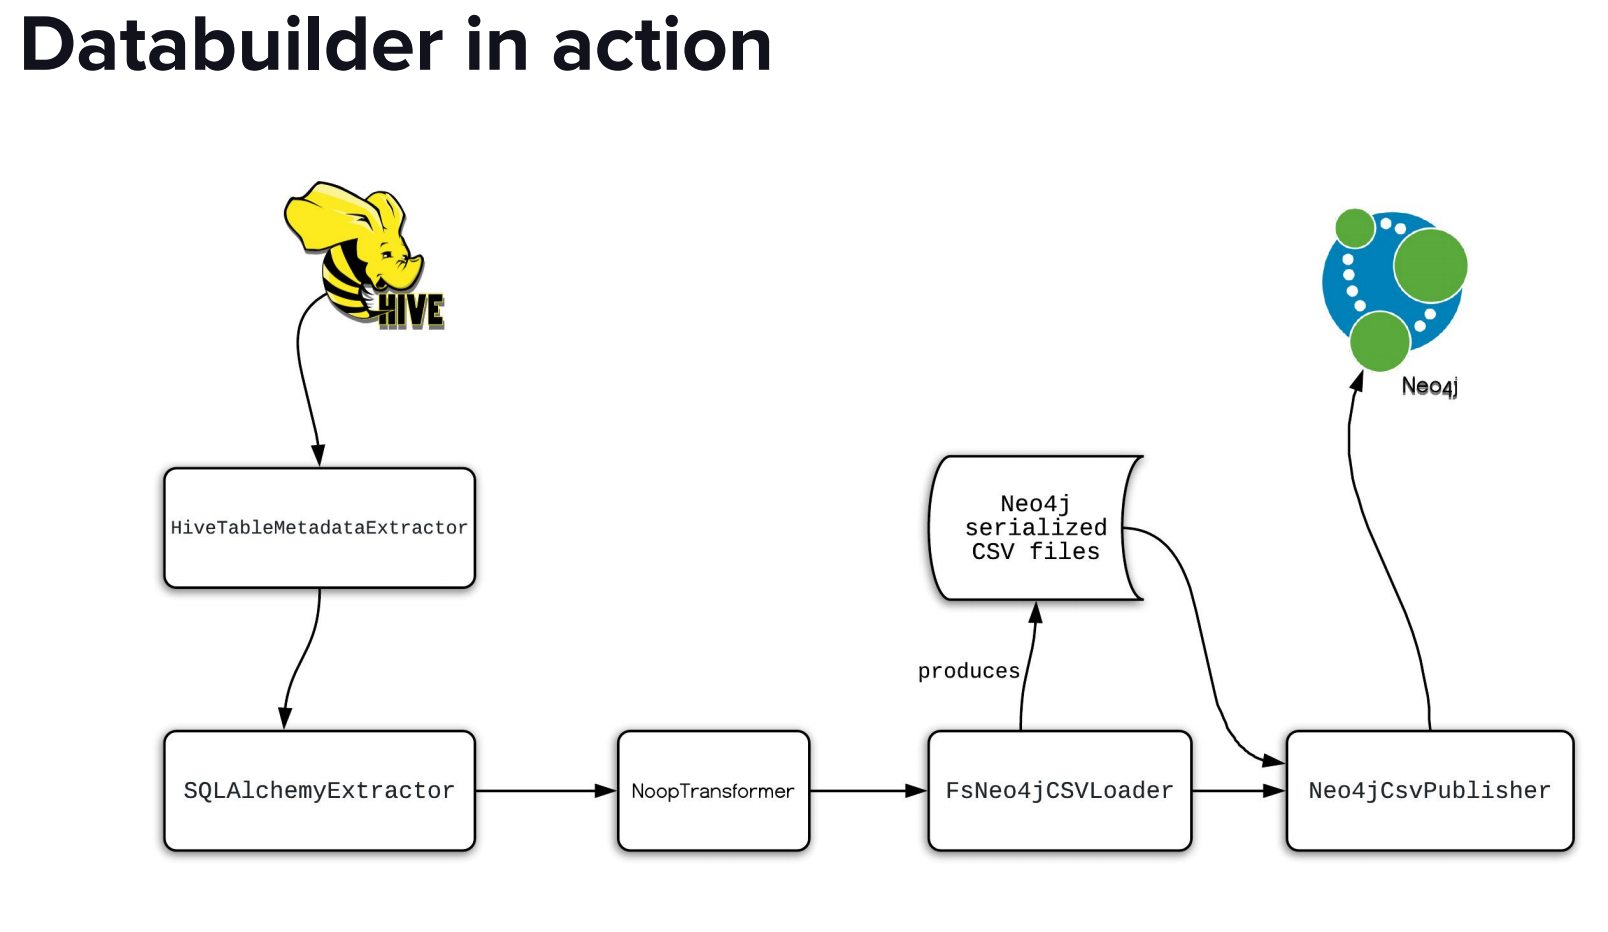 Databuilder in action
HIVE
Neo4j
HiveTableMetadataExtractor
Neo4j
serialized
CSV files
produces
SQLAlchemyExtractor
NoopTransformer
FsNeo4jCSVLoader
Neo4jCsvPublisher